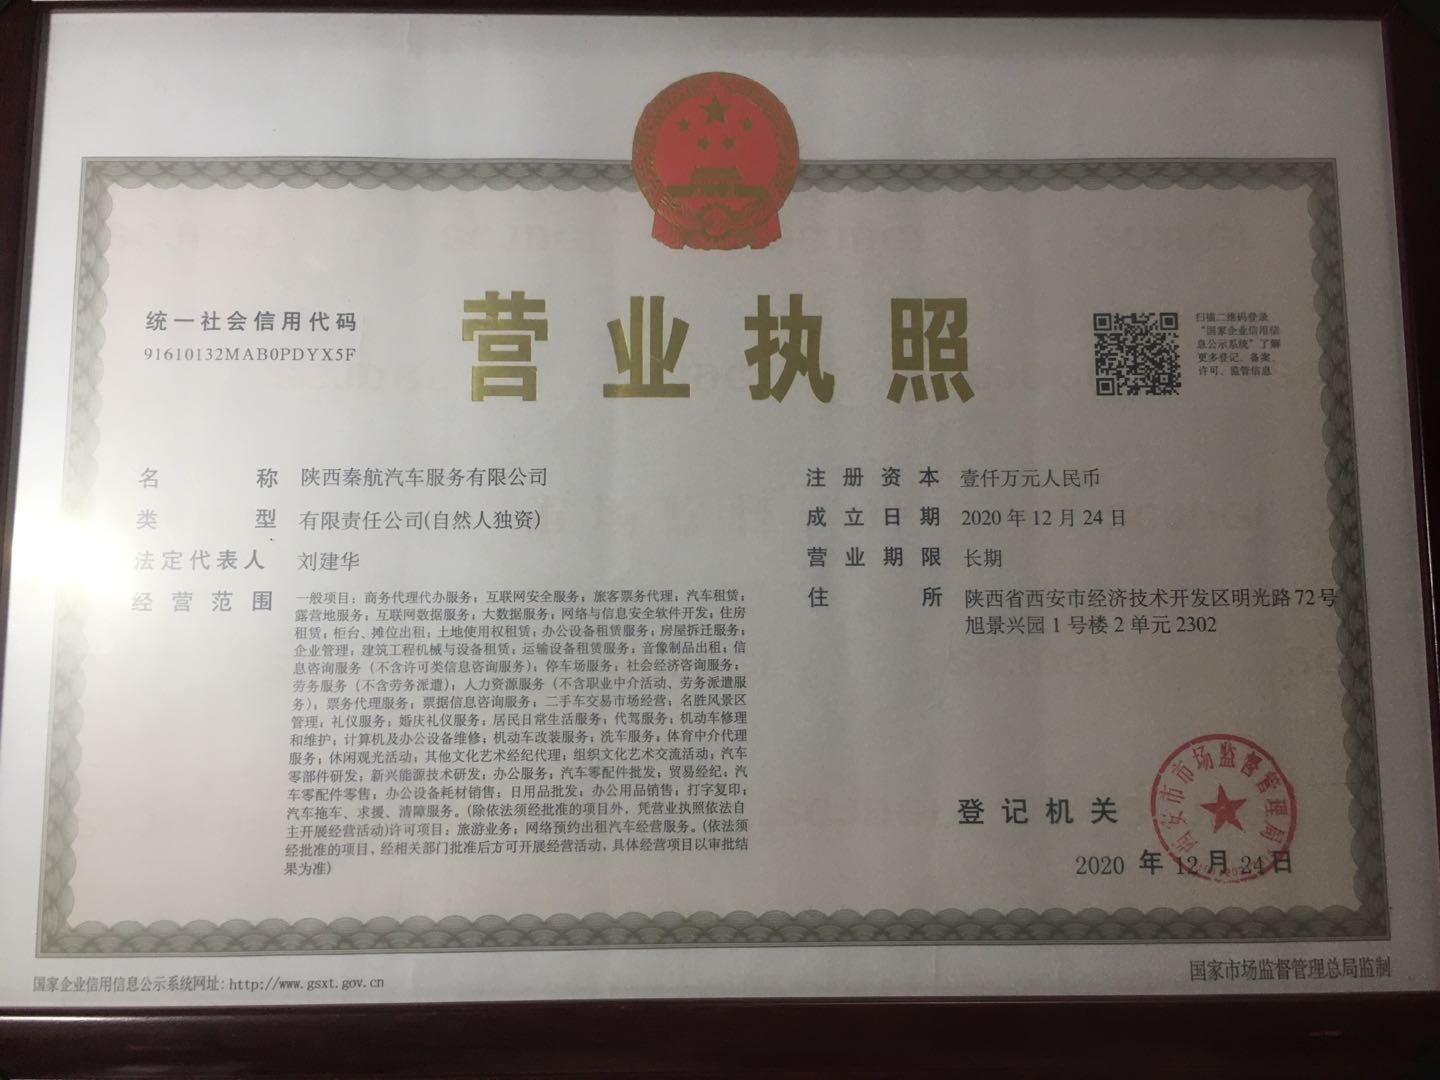 营业执照
统一社会信用代码
91610132MAB0PDYX5F
扫描二维码登录
“国家企业信用信
息公示系统”了解
更多登记、备案、
许可、监管信息
名称 陕西秦航汽车服务有限公司
类型 有限责任公司(自然人独资)
法定代表人 刘建华
经营范围 一般项目：商务代理代办服务；互联网安全服务；旅客票务代理；汽车租赁；
露营地服务；互联网数据服务；大数据服务；网络与信息安全软件开发；住房
租赁；柜台、摊位出租；土地使用权租赁；办公设备租赁服务；房屋拆迁服务；
企业管理；建筑工程机械与设备租赁；运输设备租赁服务；音像制品出租；信
息咨询服务（不含许可类信息咨询服务）；停车场服务；社会经济咨询服务；
劳务服务（不含劳务派遣）；人力资源服务（不含职业中介活动、劳务派遣服
务）；票务代理服务；票据信息咨询服务；二手车交易市场经营；名胜风景区
管理；礼仪服务；婚庆礼仪服务；居民日常生活服务；代驾服务；机动车修理
和维护；计算机及办公设备维修；机动车改装服务；洗车服务；体育中介代理
服务；休闲观光活动；其他文化艺术经纪代理；组织文化艺术交流活动；汽车
零部件研发；新兴能源技术研发；办公服务；汽车零配件批发；贸易经纪；汽
车零配件零售；办公设备耗材销售；日用品批发；办公用品销售；打字复印；
汽车拖车、求援、清障服务。(除依法须经批准的项目外，凭营业执照依法自
主开展经营活动)许可项目：旅游业务；网络预约出租汽车经营服务。(依法须
经批准的项目，经相关部门批准后方可开展经营活动，具体经营项目以审批结
果为准)
注册资本 壹仟万元人民币
成立日期 2020年12月24日
营业期限 长期
住所 陕西省西安市经济技术开发区明光路72号
旭景兴园1号楼2单元2302
登记机关
西安市市场监督管理局
2020 年 12 月 24 日
国家企业信用信息公示系统网址：http://www.gsxt.gov.cn
国家市场监督管理总局监制